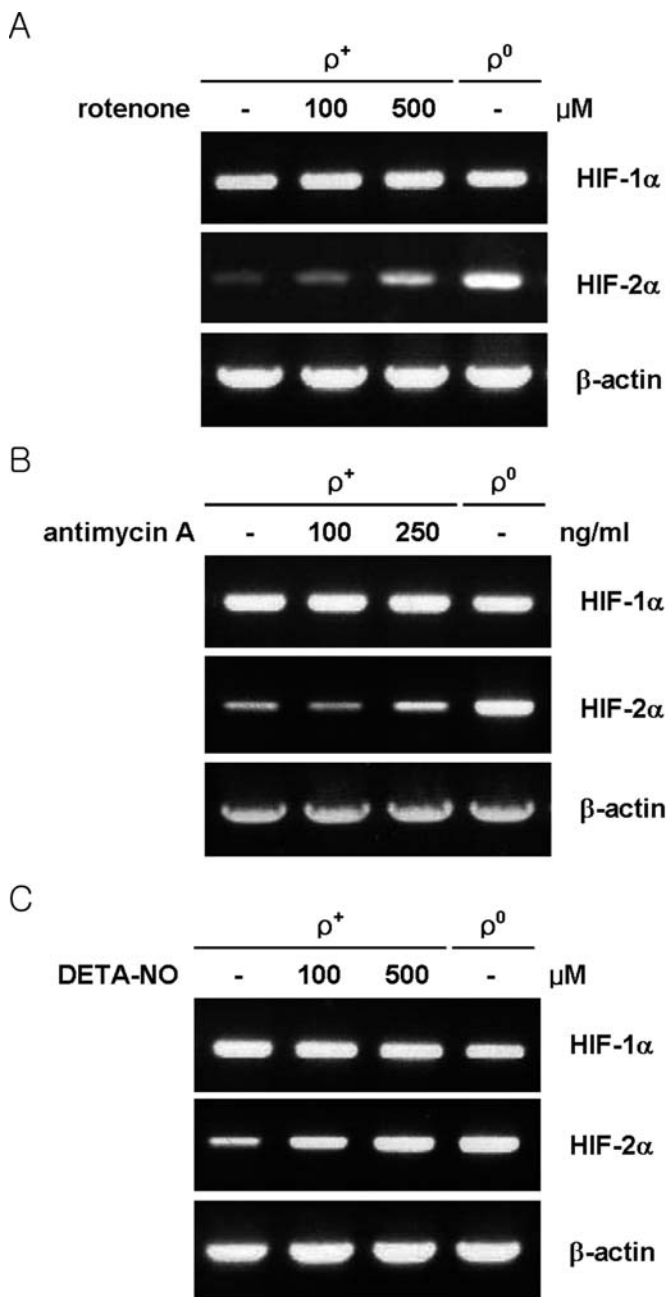 A
ρ⁺ ρ⁰
rotenone - 100 500 - μM
HIF-1α
HIF-2α
β-actin
B
ρ⁺ ρ⁰
antimycin A - 100 250 - ng/ml
HIF-1α
HIF-2α
β-actin
C
ρ⁺ ρ⁰
DETA-NO - 100 500 - μM
HIF-1α
HIF-2α
β-actin